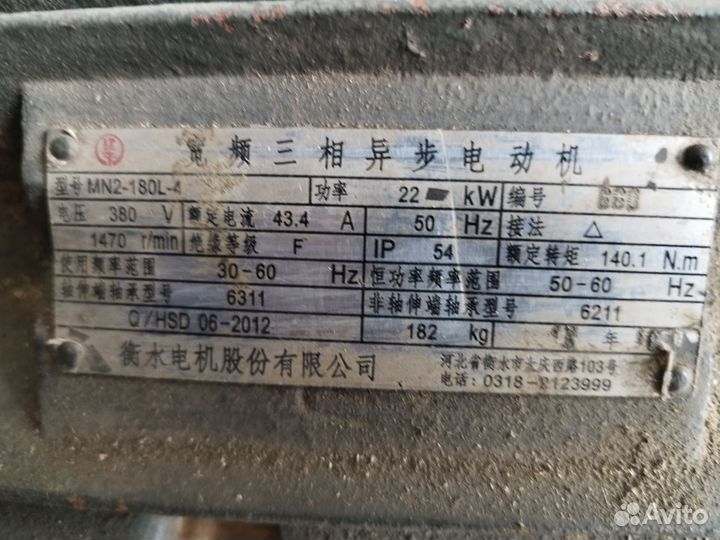 变频三相异步电动机
型号 MN2-180L-4 功率 22 kW 编号
电压 380 V 额定电流 43.4 A 50 Hz 接法 △
1470 r/min 绝缘等级 F IP 54 额定转矩 140.1 N.m
使用频率范围 30-60 Hz 恒功率频率范围 50-60 Hz
轴伸端轴承型号 6311 非轴伸端轴承型号 6211
Q/HSD 06-2012 182 kg 年
衡水电机股份有限公司 河北省衡水市大庆西路103号
电话: 0318-2123999
Avito